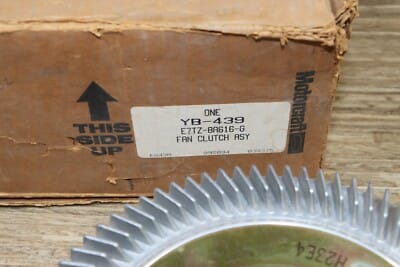 THIS
SIDE
UP
ONE
YB-439
E7TZ-8A616-G
FAN CLUTCH ASY
Motorcraft
H23E4